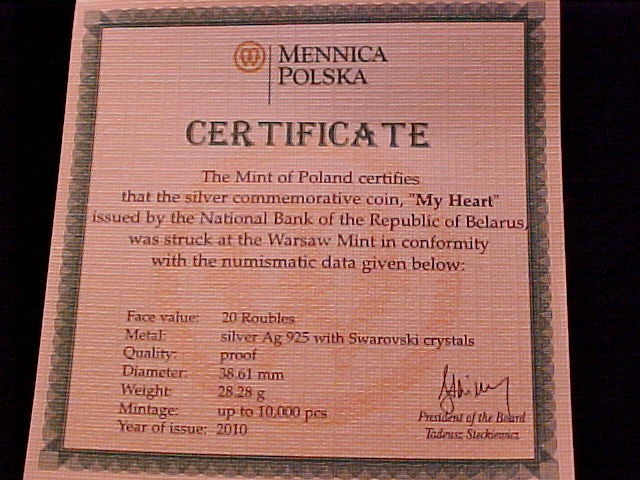 MENNICA
POLSKA
CERTIFICATE
The Mint of Poland certifies
that the silver commemorative coin, "My Heart"
issued by the National Bank of the Republic of Belarus,
was struck at the Warsaw Mint in conformity
with the numismatic data given below:
Face value: 20 Roubles
Metal: silver Ag 925 with Swarovski crystals
Quality: proof
Diameter: 38.61 mm
Weight: 28.28 g
Mintage: up to 10,000 pcs
Year of issue: 2010
President of the Board
Tadeusz Steckiewicz